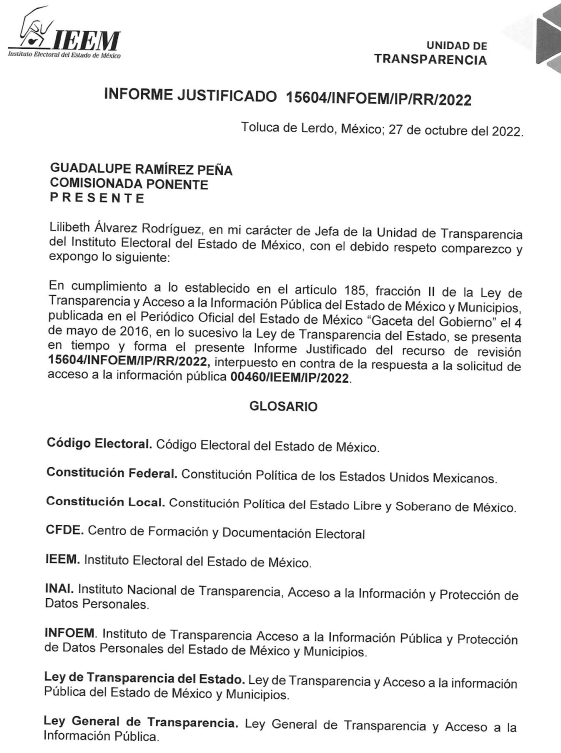 IEEM
Instituto Electoral del Estado de México
UNIDAD DE
TRANSPARENCIA
INFORME JUSTIFICADO 15604/INFOEM/IP/RR/2022
Toluca de Lerdo, México; 27 de octubre del 2022.
GUADALUPE RAMÍREZ PEÑA
COMISIONADA PONENTE
P R E S E N T E
Lilibeth Álvarez Rodríguez, en mi carácter de Jefa de la Unidad de Transparencia
del Instituto Electoral del Estado de México, con el debido respeto comparezco y
expongo lo siguiente:
En cumplimiento a lo establecido en el articulo 185, fracción II de la Ley de
Transparencia y Acceso a la Información Pública del Estado de México y Municipios,
publicada en el Periódico Oficial del Estado de México “Gaceta del Gobierno” el 4
de mayo de 2016, en lo sucesivo la Ley de Transparencia del Estado, se presenta
en tiempo y forma el presente Informe Justificado del recurso de revisión
15604/INFOEM/IP/RR/2022, interpuesto en contra de la respuesta a la solicitud de
acceso a la información pública 00460/IEEM/IP/2022.
GLOSARIO
Código Electoral. Código Electoral del Estado de México.
Constitución Federal. Constitución Política de los Estados Unidos Mexicanos.
Constitución Local. Constitución Política del Estado Libre y Soberano de México.
CFDE. Centro de Formación y Documentación Electoral
IEEM. Instituto Electoral del Estado de México.
INAI. Instituto Nacional de Transparencia, Acceso a la Información y Protección de
Datos Personales.
INFOEM. Instituto de Transparencia Acceso a la Información Pública y Protección
de Datos Personales del Estado de México y Municipios.
Ley de Transparencia del Estado. Ley de Transparencia y Acceso a la información
Pública del Estado de México y Municipios.
Ley General de Transparencia. Ley General de Transparencia y Acceso a la
Información Pública.